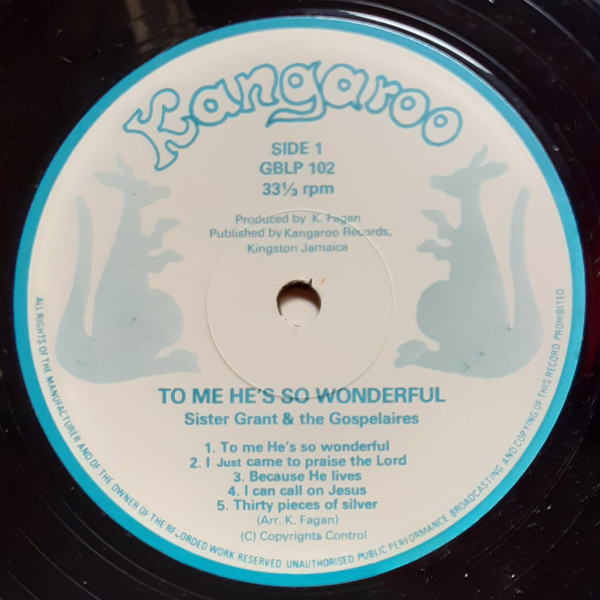 Kangaroo
SIDE 1
GBLP 102
33⅓ rpm
Produced by K. Fagan
Published by Kangaroo Records,
Kingston Jamaica
TO ME HE'S SO WONDERFUL
Sister Grant & the Gospelaires
1. To me He's so wonderful
2. I Just came to praise the Lord
3. Because He lives
4. I can call on Jesus
5. Thirty pieces of silver
(Arr. K. Fagan)
(C) Copyrights Control
ALL RIGHTS OF THE MANUFACTURER AND OF THE OWNER OF THE RECORDED WORK RESERVED UNAUTHORISED PUBLIC PERFORMANCE BROADCASTING AND COPYING OF THIS RECORD PROHIBITED